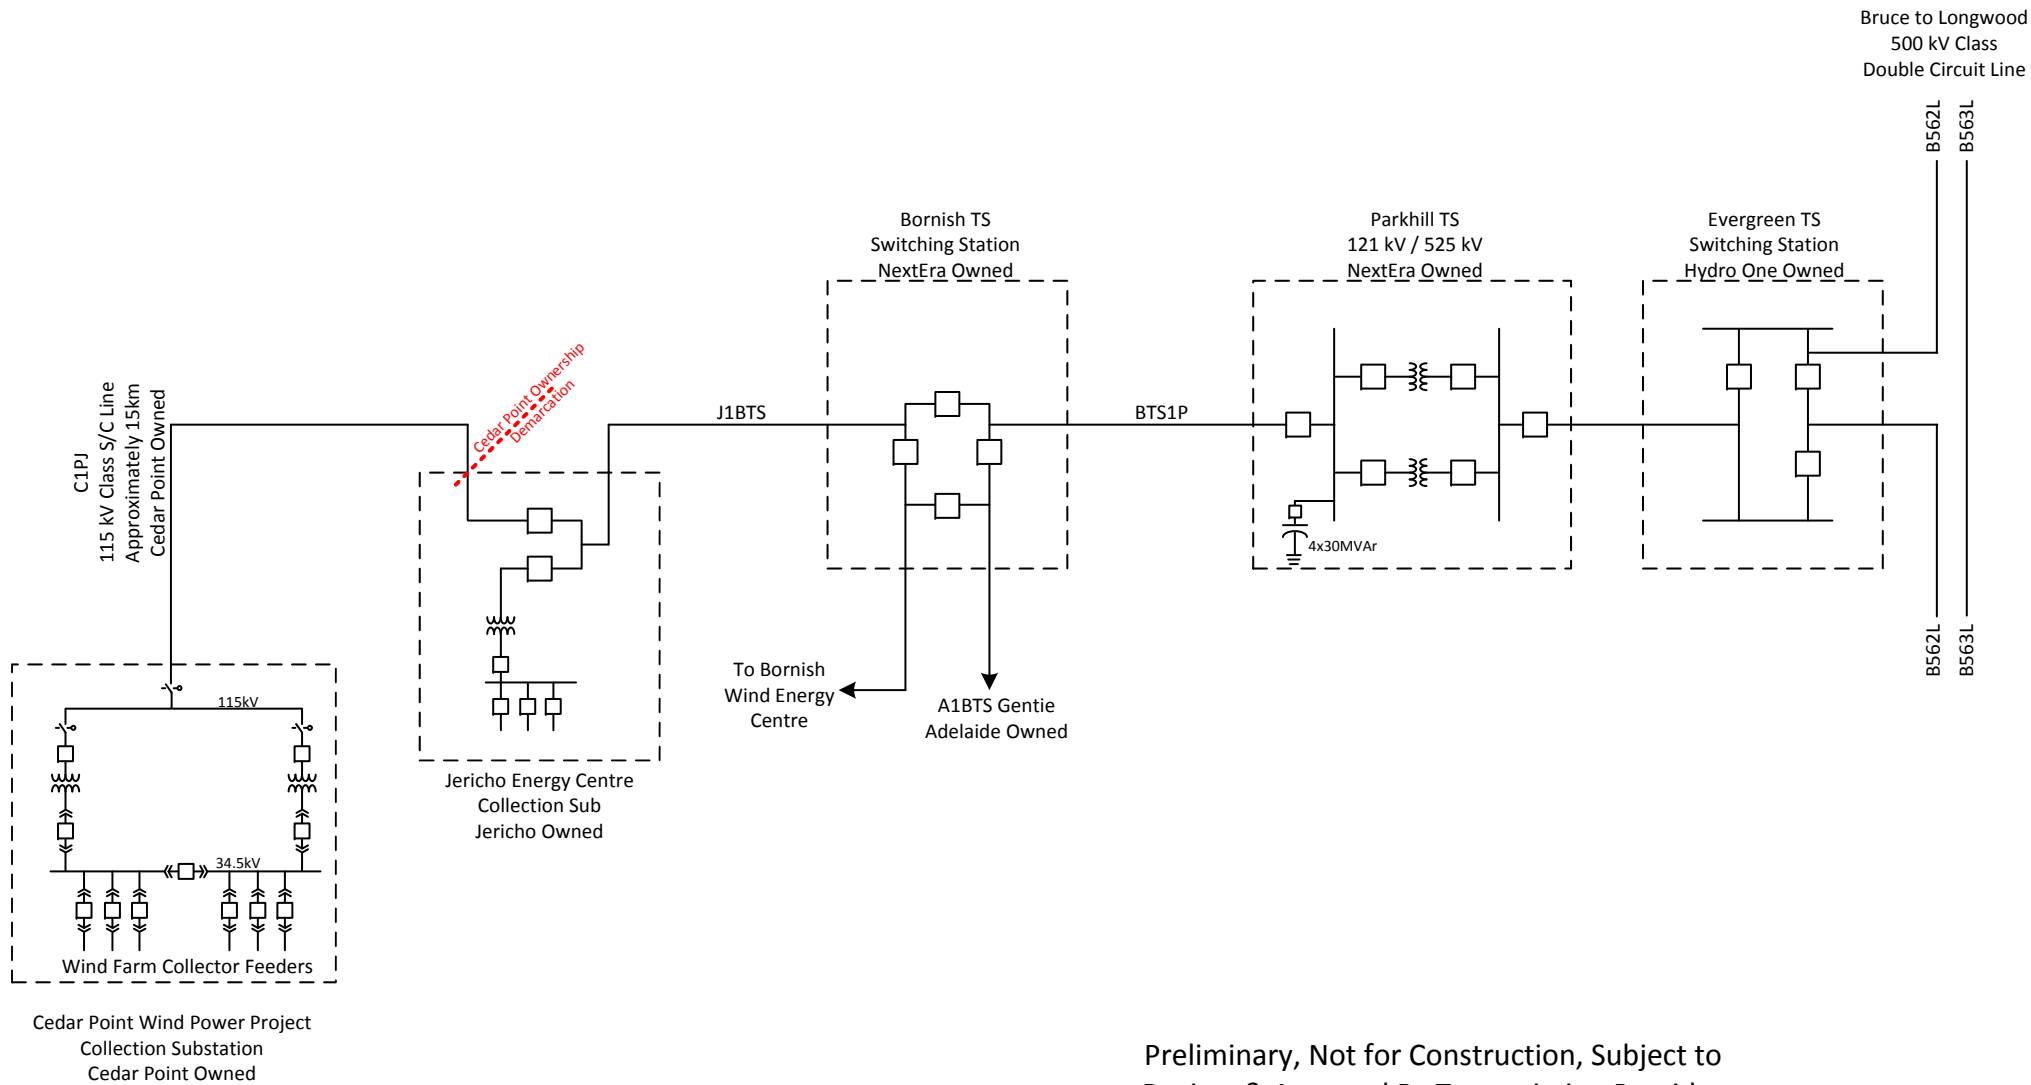 Bruce to Longwood
500 kV Class
Double Circuit Line
B562L
B563L
Bornish TS
Switching Station
NextEra Owned
Parkhill TS
121 kV / 525 kV
NextEra Owned
Evergreen TS
Switching Station
Hydro One Owned
Cedar Point Ownership
Demarcation
J1BTS
BTS1P
C1PJ
115 kV Class S/C Line
Approximately 15km
Cedar Point Owned
4x30MVAr
B562L
B563L
To Bornish
Wind Energy
Centre
A1BTS Gentie
Adelaide Owned
115kV
Jericho Energy Centre
Collection Sub
Jericho Owned
34.5kV
Wind Farm Collector Feeders
Cedar Point Wind Power Project
Collection Substation
Cedar Point Owned
Preliminary, Not for Construction, Subject to